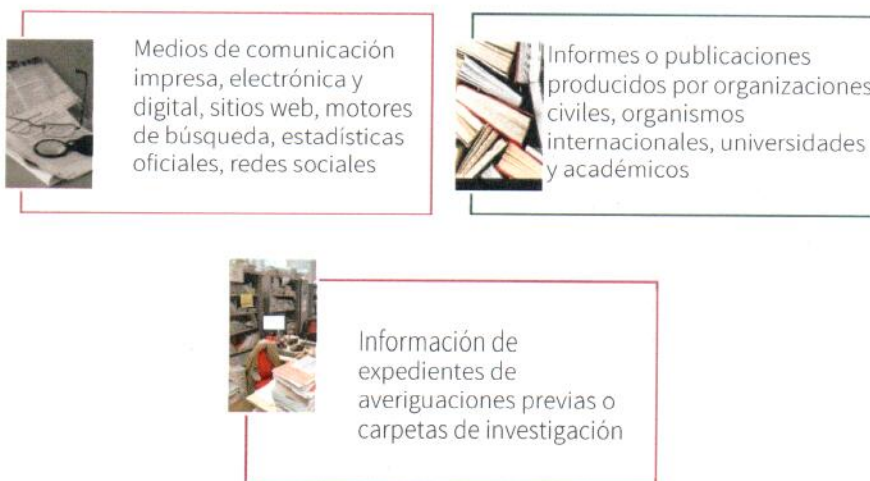 Medios de comunicación
impresa, electrónica y
digital, sitios web, motores
de búsqueda, estadísticas
oficiales, redes sociales
Informes o publicaciones
producidos por organizaciones
civiles, organismos
internacionales, universidades
y académicos
Información de
expedientes de
averiguaciones previas o
carpetas de investigación